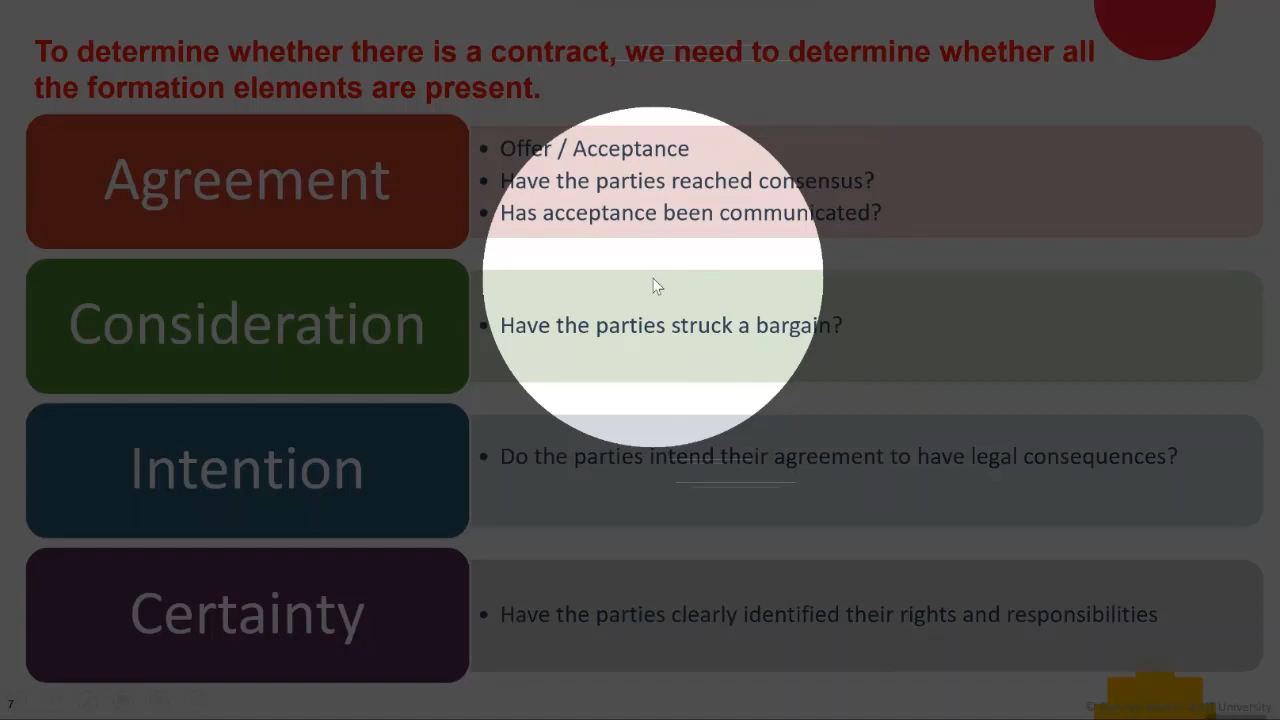 To determine whether there is a contract, we need to determine whether all
the formation elements are present.
Agreement
• Offer / Acceptance
• Have the parties reached consensus?
• Has acceptance been communicated?
Consideration
• Have the parties struck a bargain?
Intention
• Do the parties intend their agreement to have legal consequences?
Certainty
• Have the parties clearly identified their rights and responsibilities
7
University